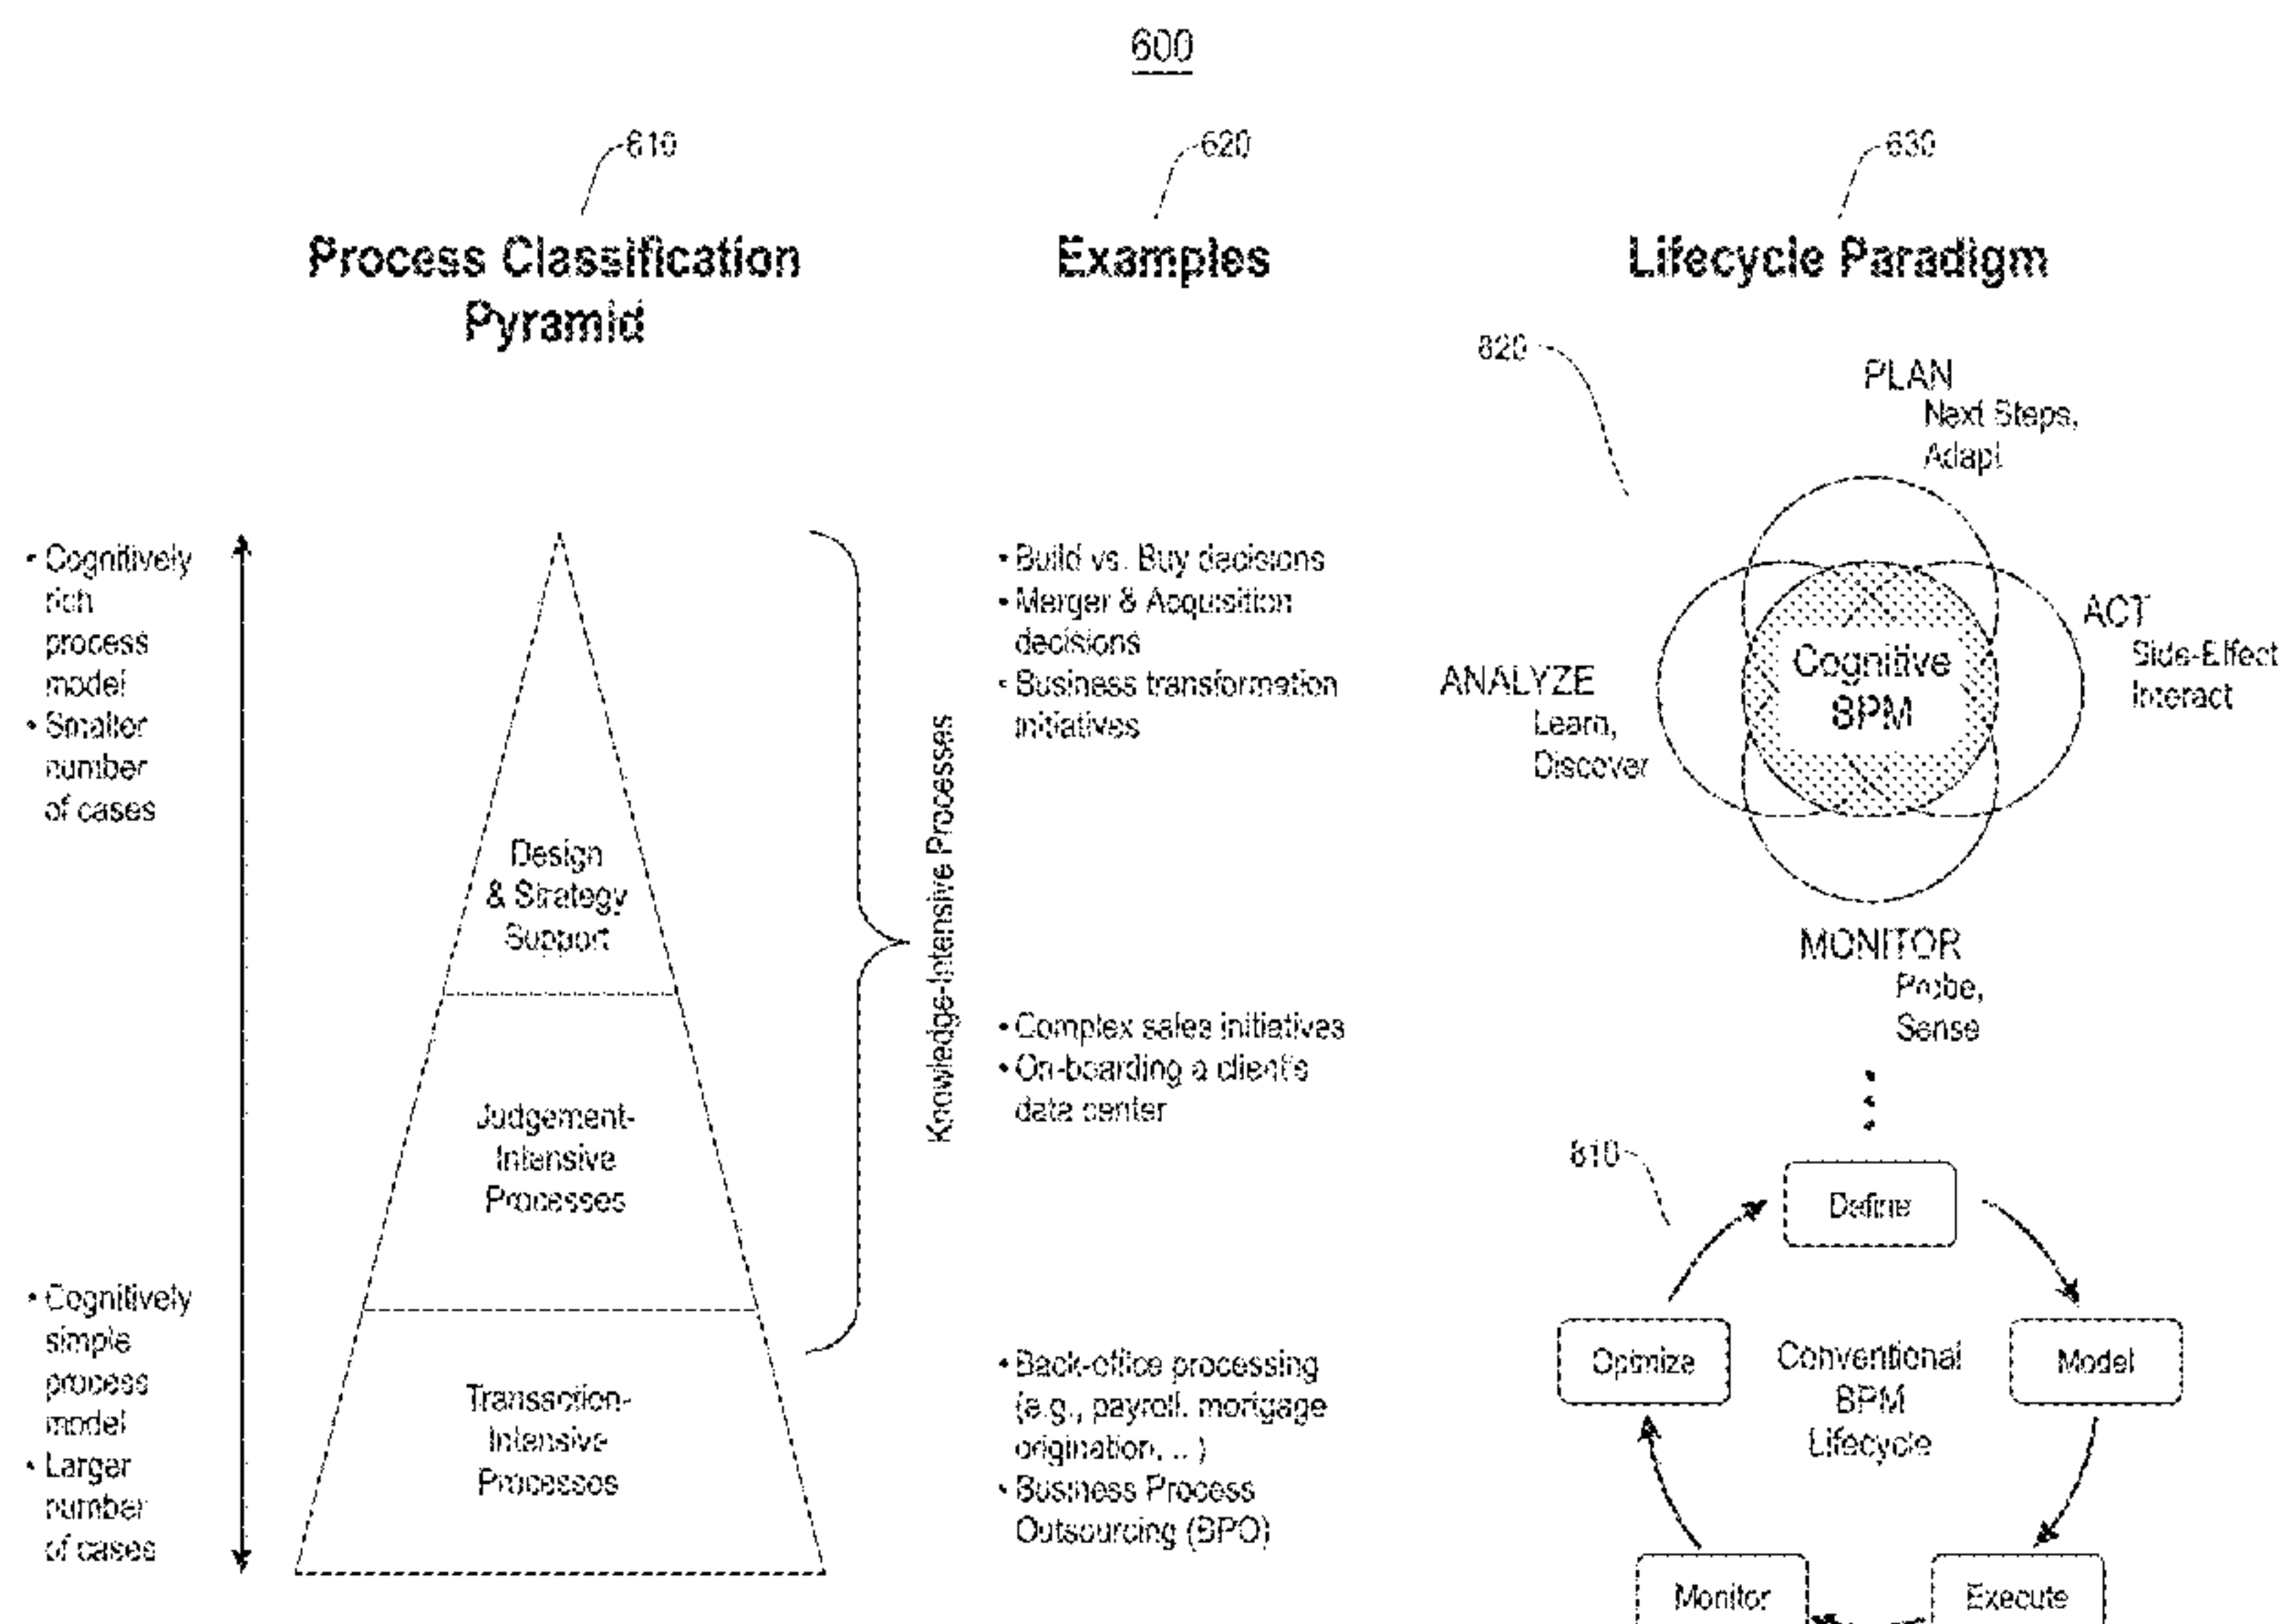 600
610
620
630
Process Classification
Pyramid
Examples
Lifecycle Paradigm
• Cognitively
rich
process
model
• Smaller
number
of cases
• Cognitively
simple
process
model
• Larger
number
of cases
Design
& Strategy
Support
Judgement-
Intensive
Processes
Transaction-
Intensive
Processes
Knowledge-Intensive Processes
• Build vs. Buy decisions
• Merger & Acquisition
decisions
• Business transformation
initiatives
• Complex sales initiatives
• On-boarding a client's
data center
• Back-office processing
(e.g., payroll, mortgage
origination, ...)
• Business Process
Outsourcing (BPO)
820
PLAN
Next Steps,
Adapt
ACT
Side-Effect
Interact
ANALYZE
Learn,
Discover
Cognitive
BPM
MONITOR
Probe,
Sense
810
Define
Optimize
Conventional
BPM
Lifecycle
Model
Monitor
Execute